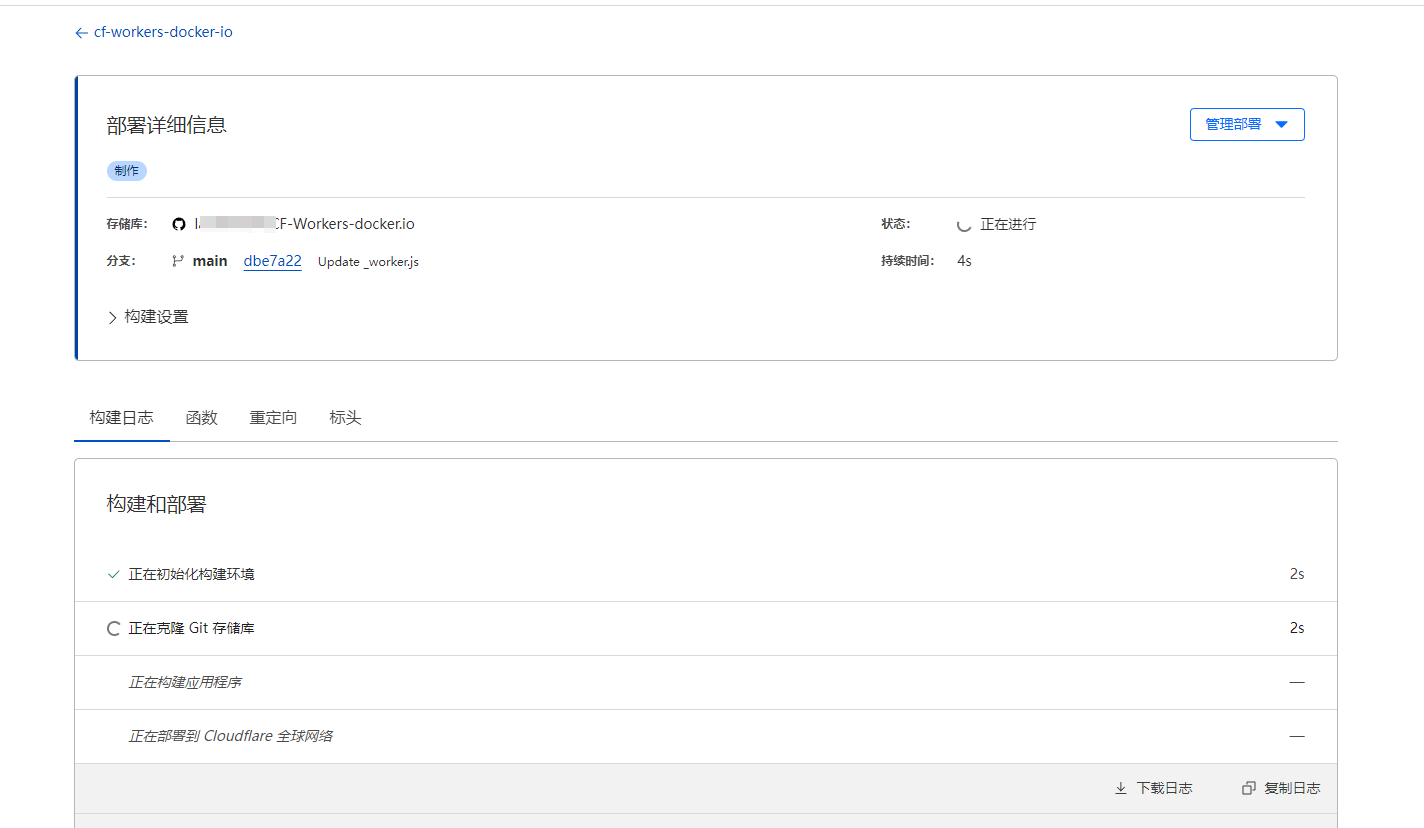 ← cf-workers-docker-io
部署详细信息
管理部署
制作
存储库: CF-Workers-docker.io
状态: 正在进行
分支: main dbe7a22 Update _worker.js
持续时间: 4s
构建设置
构建日志 函数 重定向 标头
构建和部署
正在初始化构建环境 2s
正在克隆 Git 存储库 2s
正在构建应用程序 —
正在部署到 Cloudflare 全球网络 —
下载日志 复制日志